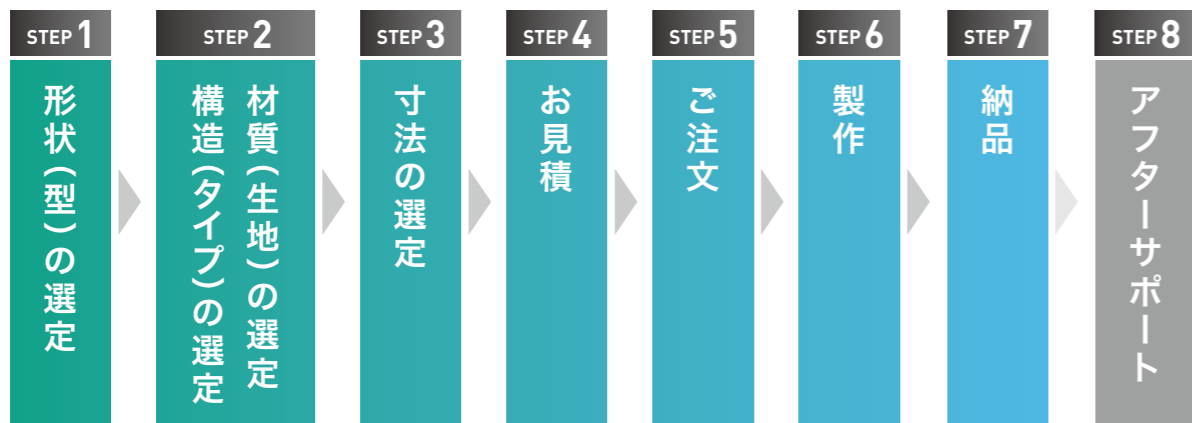 STEP 1
形状(型)の選定
STEP 2
材質(生地)の選定
構造(タイプ)の選定
STEP 3
寸法の選定
STEP 4
お見積
STEP 5
ご注文
STEP 6
製作
STEP 7
納品
STEP 8
アフターサポート